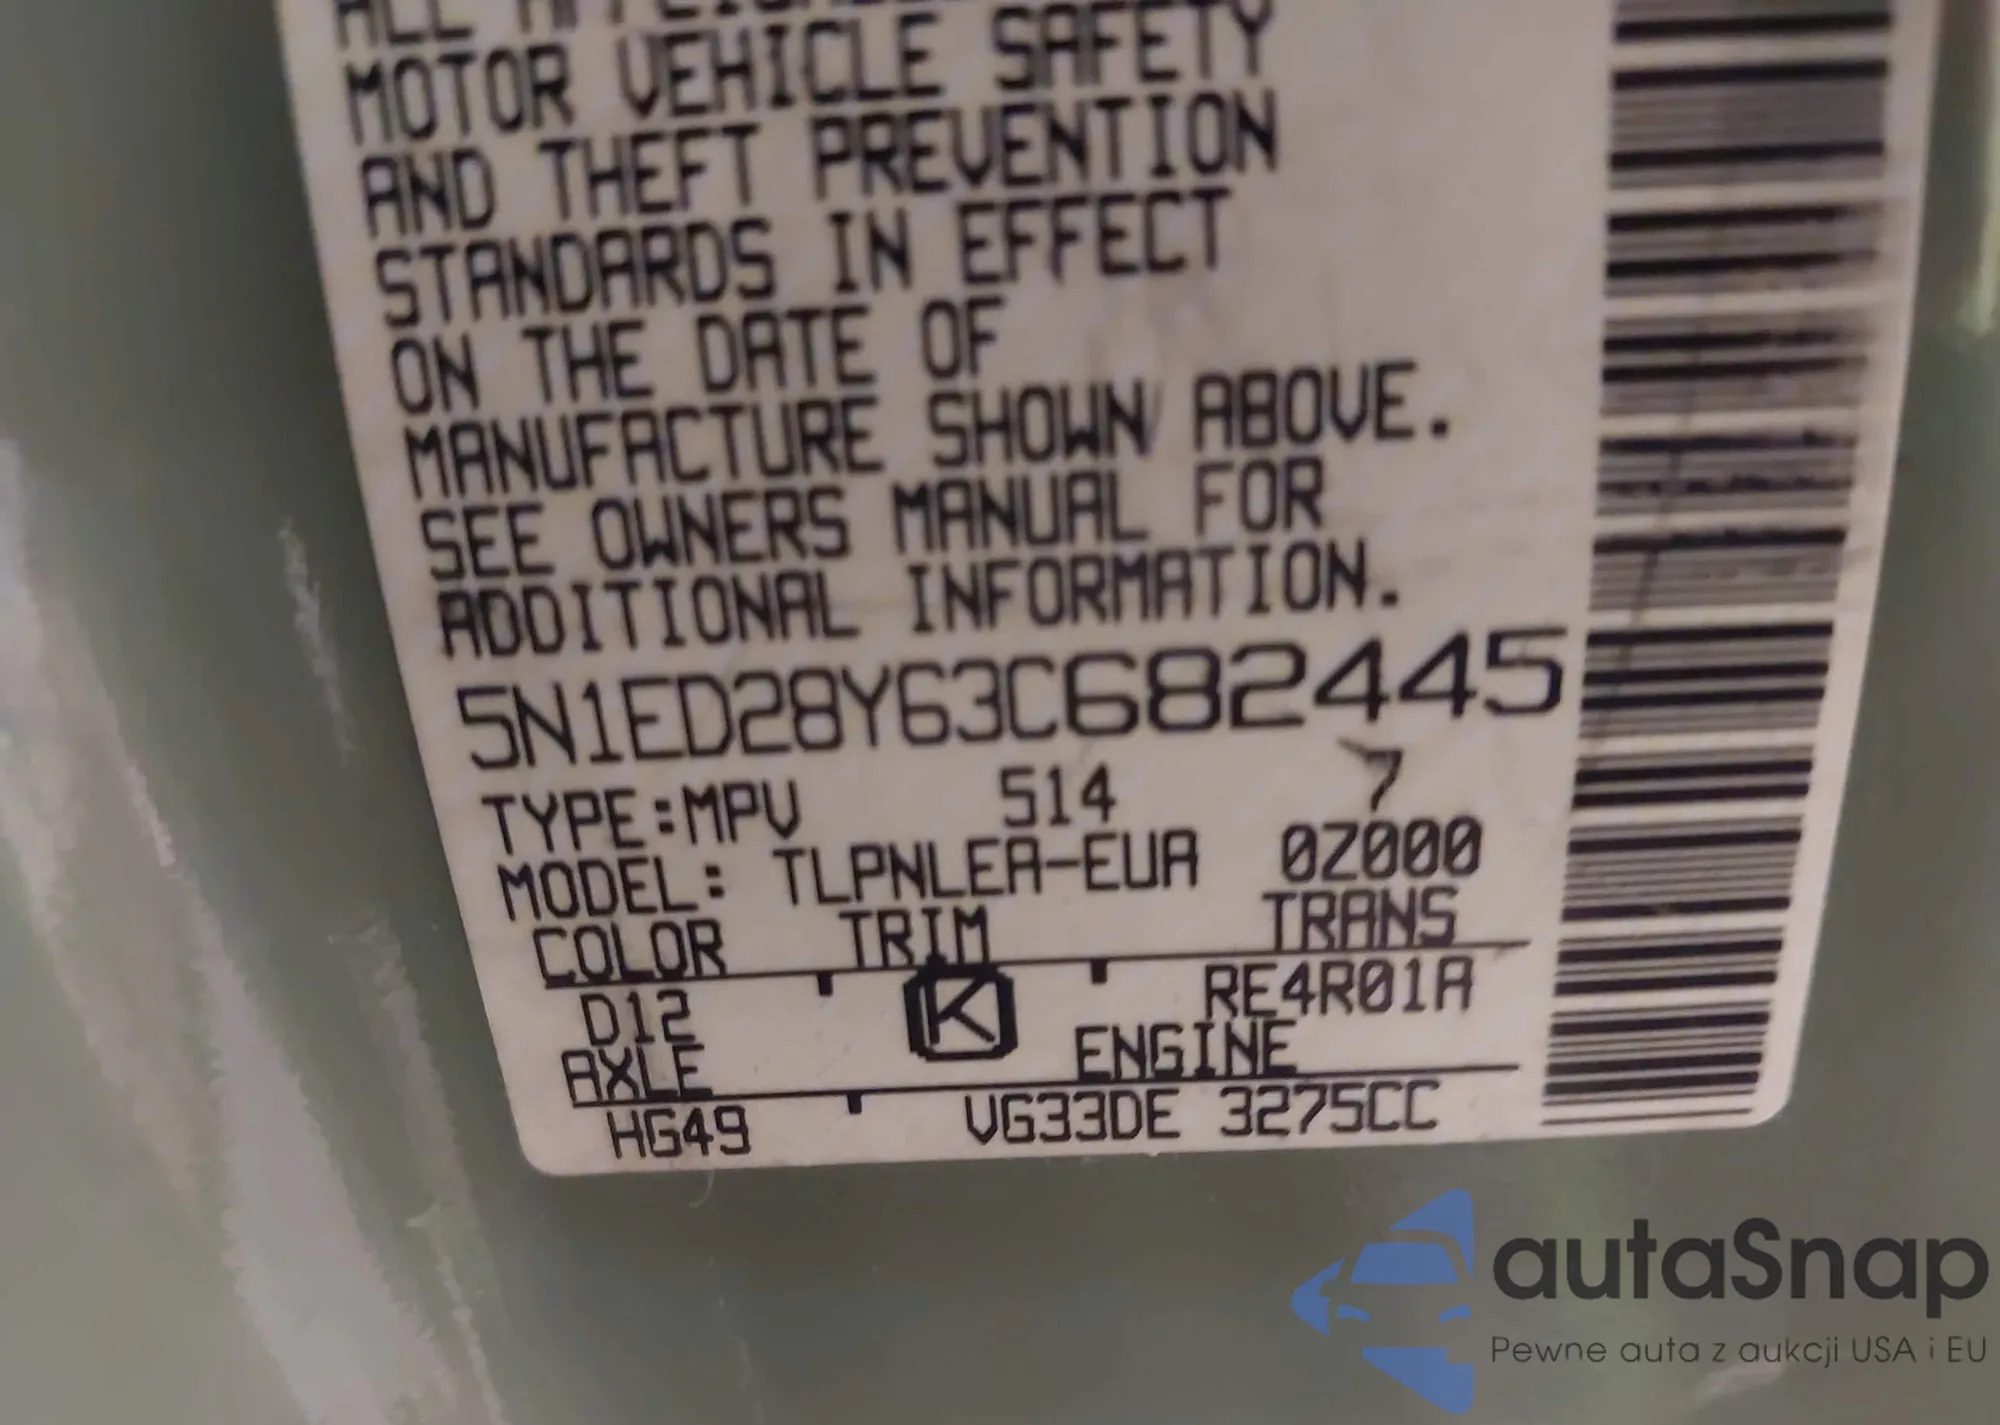 ALL APPLICABLE
MOTOR VEHICLE SAFETY
AND THEFT PREVENTION
STANDARDS IN EFFECT
ON THE DATE OF
MANUFACTURE SHOWN ABOVE.
SEE OWNERS MANUAL FOR
ADDITIONAL INFORMATION.
5N1ED28Y63C682445
TYPE:MPV 514 7
MODEL: TLPNLEA-EUA 0Z000
COLOR TRIM TRANS
D12 K RE4R01A
AXLE ENGINE
HG49 VG33DE 3275CC
autaSnap
Pewne auta z aukcji USA i EU